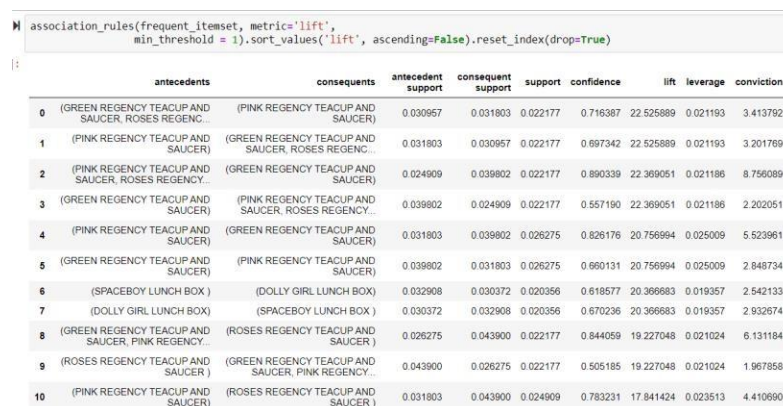 association_rules(frequent_itemset, metric='lift',
min_threshold = 1).sort_values('lift', ascending=False).reset_index(drop=True)
antecedents consequents antecedent support consequent support support confidence lift leverage conviction
0 (GREEN REGENCY TEACUP AND SAUCER, ROSES REGENC... (PINK REGENCY TEACUP AND SAUCER) 0.030957 0.031803 0.022177 0.716387 22.525889 0.021193 3.413792
1 (PINK REGENCY TEACUP AND SAUCER) (GREEN REGENCY TEACUP AND SAUCER, ROSES REGENC... 0.031803 0.030957 0.022177 0.697342 22.525889 0.021193 3.201769
2 (PINK REGENCY TEACUP AND SAUCER, ROSES REGENCY... (GREEN REGENCY TEACUP AND SAUCER) 0.024909 0.039802 0.022177 0.890339 22.369051 0.021186 8.756089
3 (GREEN REGENCY TEACUP AND SAUCER) (PINK REGENCY TEACUP AND SAUCER, ROSES REGENCY... 0.039802 0.024909 0.022177 0.557190 22.369051 0.021186 2.202051
4 (PINK REGENCY TEACUP AND SAUCER) (GREEN REGENCY TEACUP AND SAUCER) 0.031803 0.039802 0.026275 0.826176 20.756994 0.025009 5.523961
5 (GREEN REGENCY TEACUP AND SAUCER) (PINK REGENCY TEACUP AND SAUCER) 0.039802 0.031803 0.026275 0.660131 20.756994 0.025009 2.848734
6 (SPACEBOY LUNCH BOX ) (DOLLY GIRL LUNCH BOX) 0.032908 0.030372 0.020356 0.618577 20.366683 0.019357 2.542133
7 (DOLLY GIRL LUNCH BOX) (SPACEBOY LUNCH BOX ) 0.030372 0.032908 0.020356 0.670236 20.366683 0.019357 2.932674
8 (GREEN REGENCY TEACUP AND SAUCER, PINK REGENCY... (ROSES REGENCY TEACUP AND SAUCER ) 0.026275 0.043900 0.022177 0.844059 19.227048 0.021024 6.131184
9 (ROSES REGENCY TEACUP AND SAUCER ) (GREEN REGENCY TEACUP AND SAUCER, PINK REGENCY... 0.043900 0.026275 0.022177 0.505185 19.227048 0.021024 1.967858
10 (PINK REGENCY TEACUP AND SAUCER) (ROSES REGENCY TEACUP AND SAUCER ) 0.031803 0.043900 0.024909 0.783231 17.841424 0.023513 4.410680